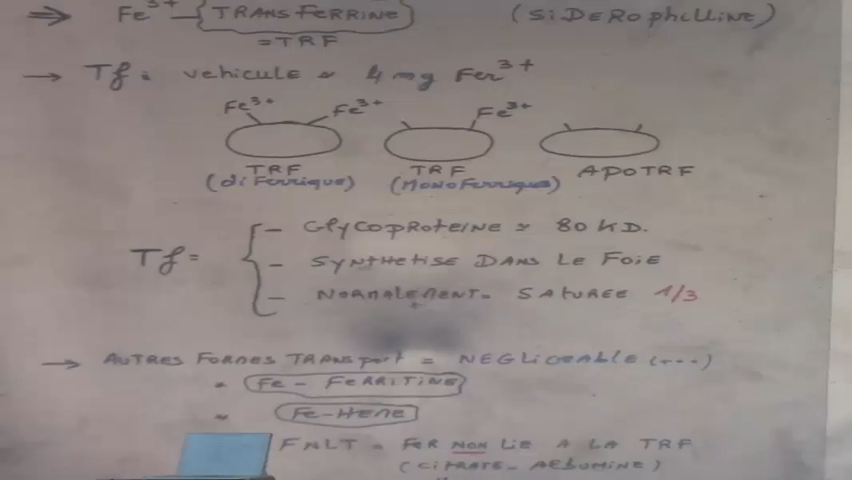 ⇒ Fe3+ — TRANSFERRINE (SiDEROphiLLiNE)
= TRF
→ Tf : vehicule ≈ 4 mg Fer3+
Fe3+ Fe3+ Fe3+
TRF TRF APOTRF
(diFerrique) (MONOFerrique)
- GlyCOPROTEINE ≈ 80 KD.
Tf = - SYNTHETISE DANS LE FOIE
- NORMALEMENT = SATUREE 1/3
→ AUTRES FORMES TRANSport = NEGLIGEABLE (---)
Fe - FERRITINE
Fe-HEME
FNLT = FER NON LIE A LA TRF
(CITRATE - ALBUMINE)